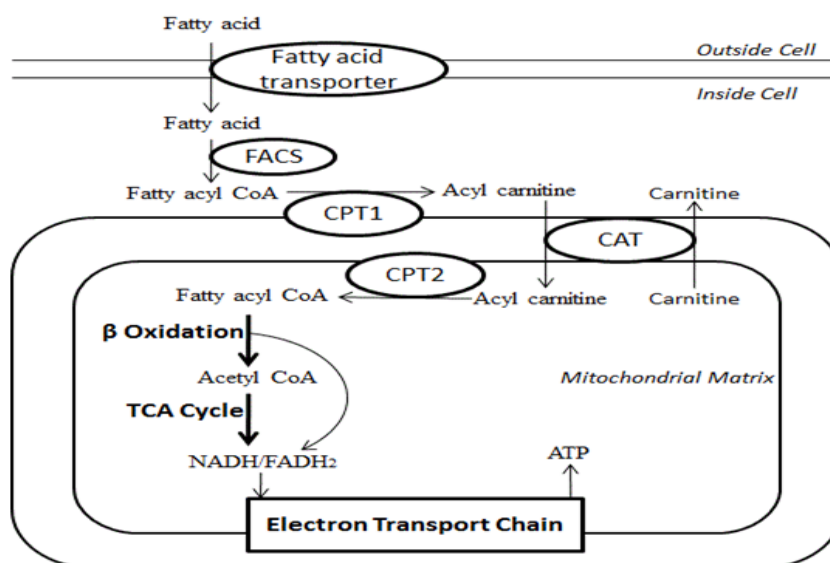 Fatty acid
Outside Cell
Fatty acid
transporter
Inside Cell
Fatty acid
FACS
Fatty acyl CoA
Acyl carnitine
Carnitine
CPT1
CAT
CPT2
Fatty acyl CoA
Acyl carnitine
Carnitine
β Oxidation
Acetyl CoA
Mitochondrial Matrix
TCA Cycle
NADH/FADH₂
ATP
Electron Transport Chain